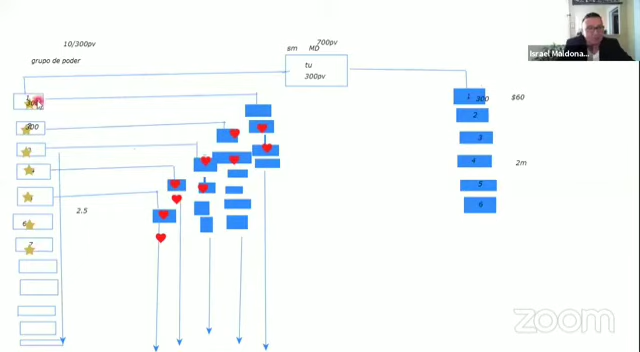 10/300pv
grupo de poder
700pv
sm MD
tu
300pv
Israel Maldona...
1
200
6
7
2.5
1 300 $60
2
3
4 2m
5
6
zoom